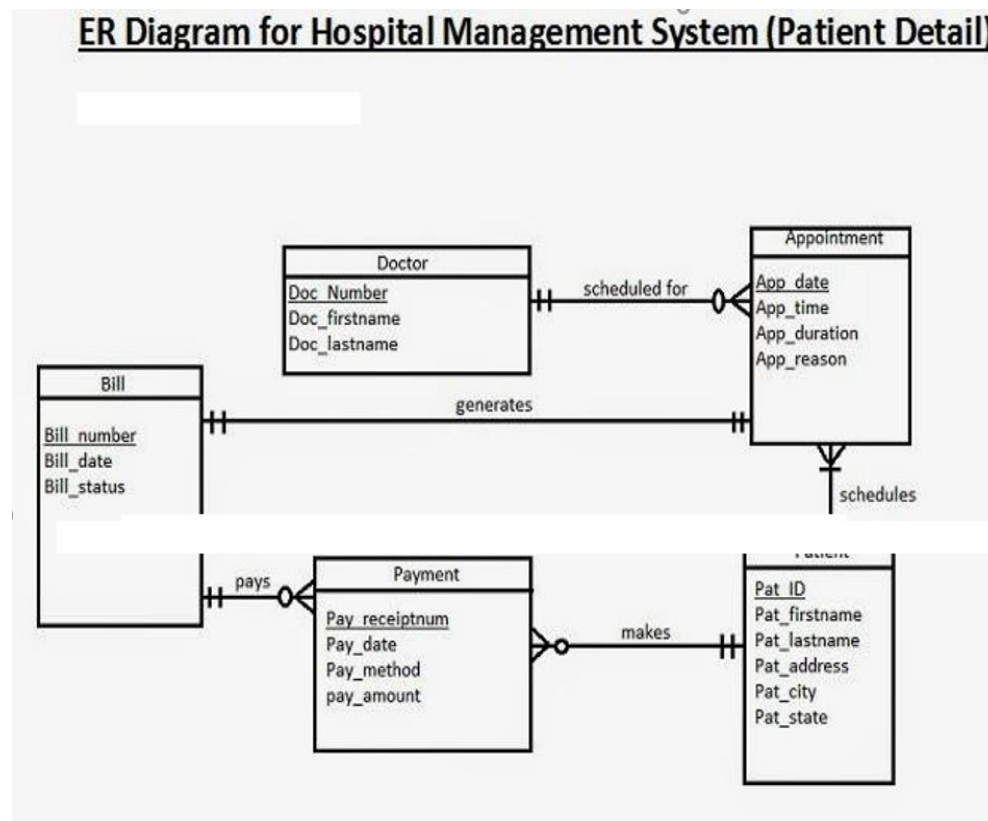 ER Diagram for Hospital Management System (Patient Detail)
Doctor
Doc_Number
Doc_firstname
Doc_lastname
scheduled for
Appointment
App_date
App_time
App_duration
App_reason
Bill
Bill_number
Bill_date
Bill_status
generates
schedules
pays
Payment
Pay_receiptnum
Pay_date
Pay_method
pay_amount
makes
Patient
Pat_ID
Pat_firstname
Pat_lastname
Pat_address
Pat_city
Pat_state